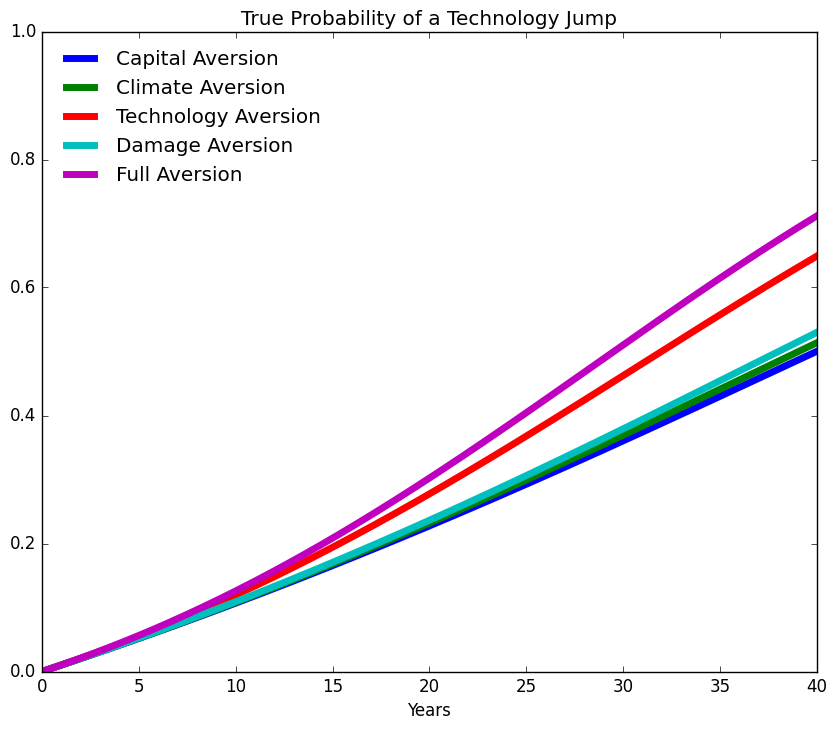 True Probability of a Technology Jump
1.0
Capital Aversion
Climate Aversion
Technology Aversion
Damage Aversion
Full Aversion
0.8
0.6
0.4
0.2
0.0
0 5 10 15 20 25 30 35 40
Years